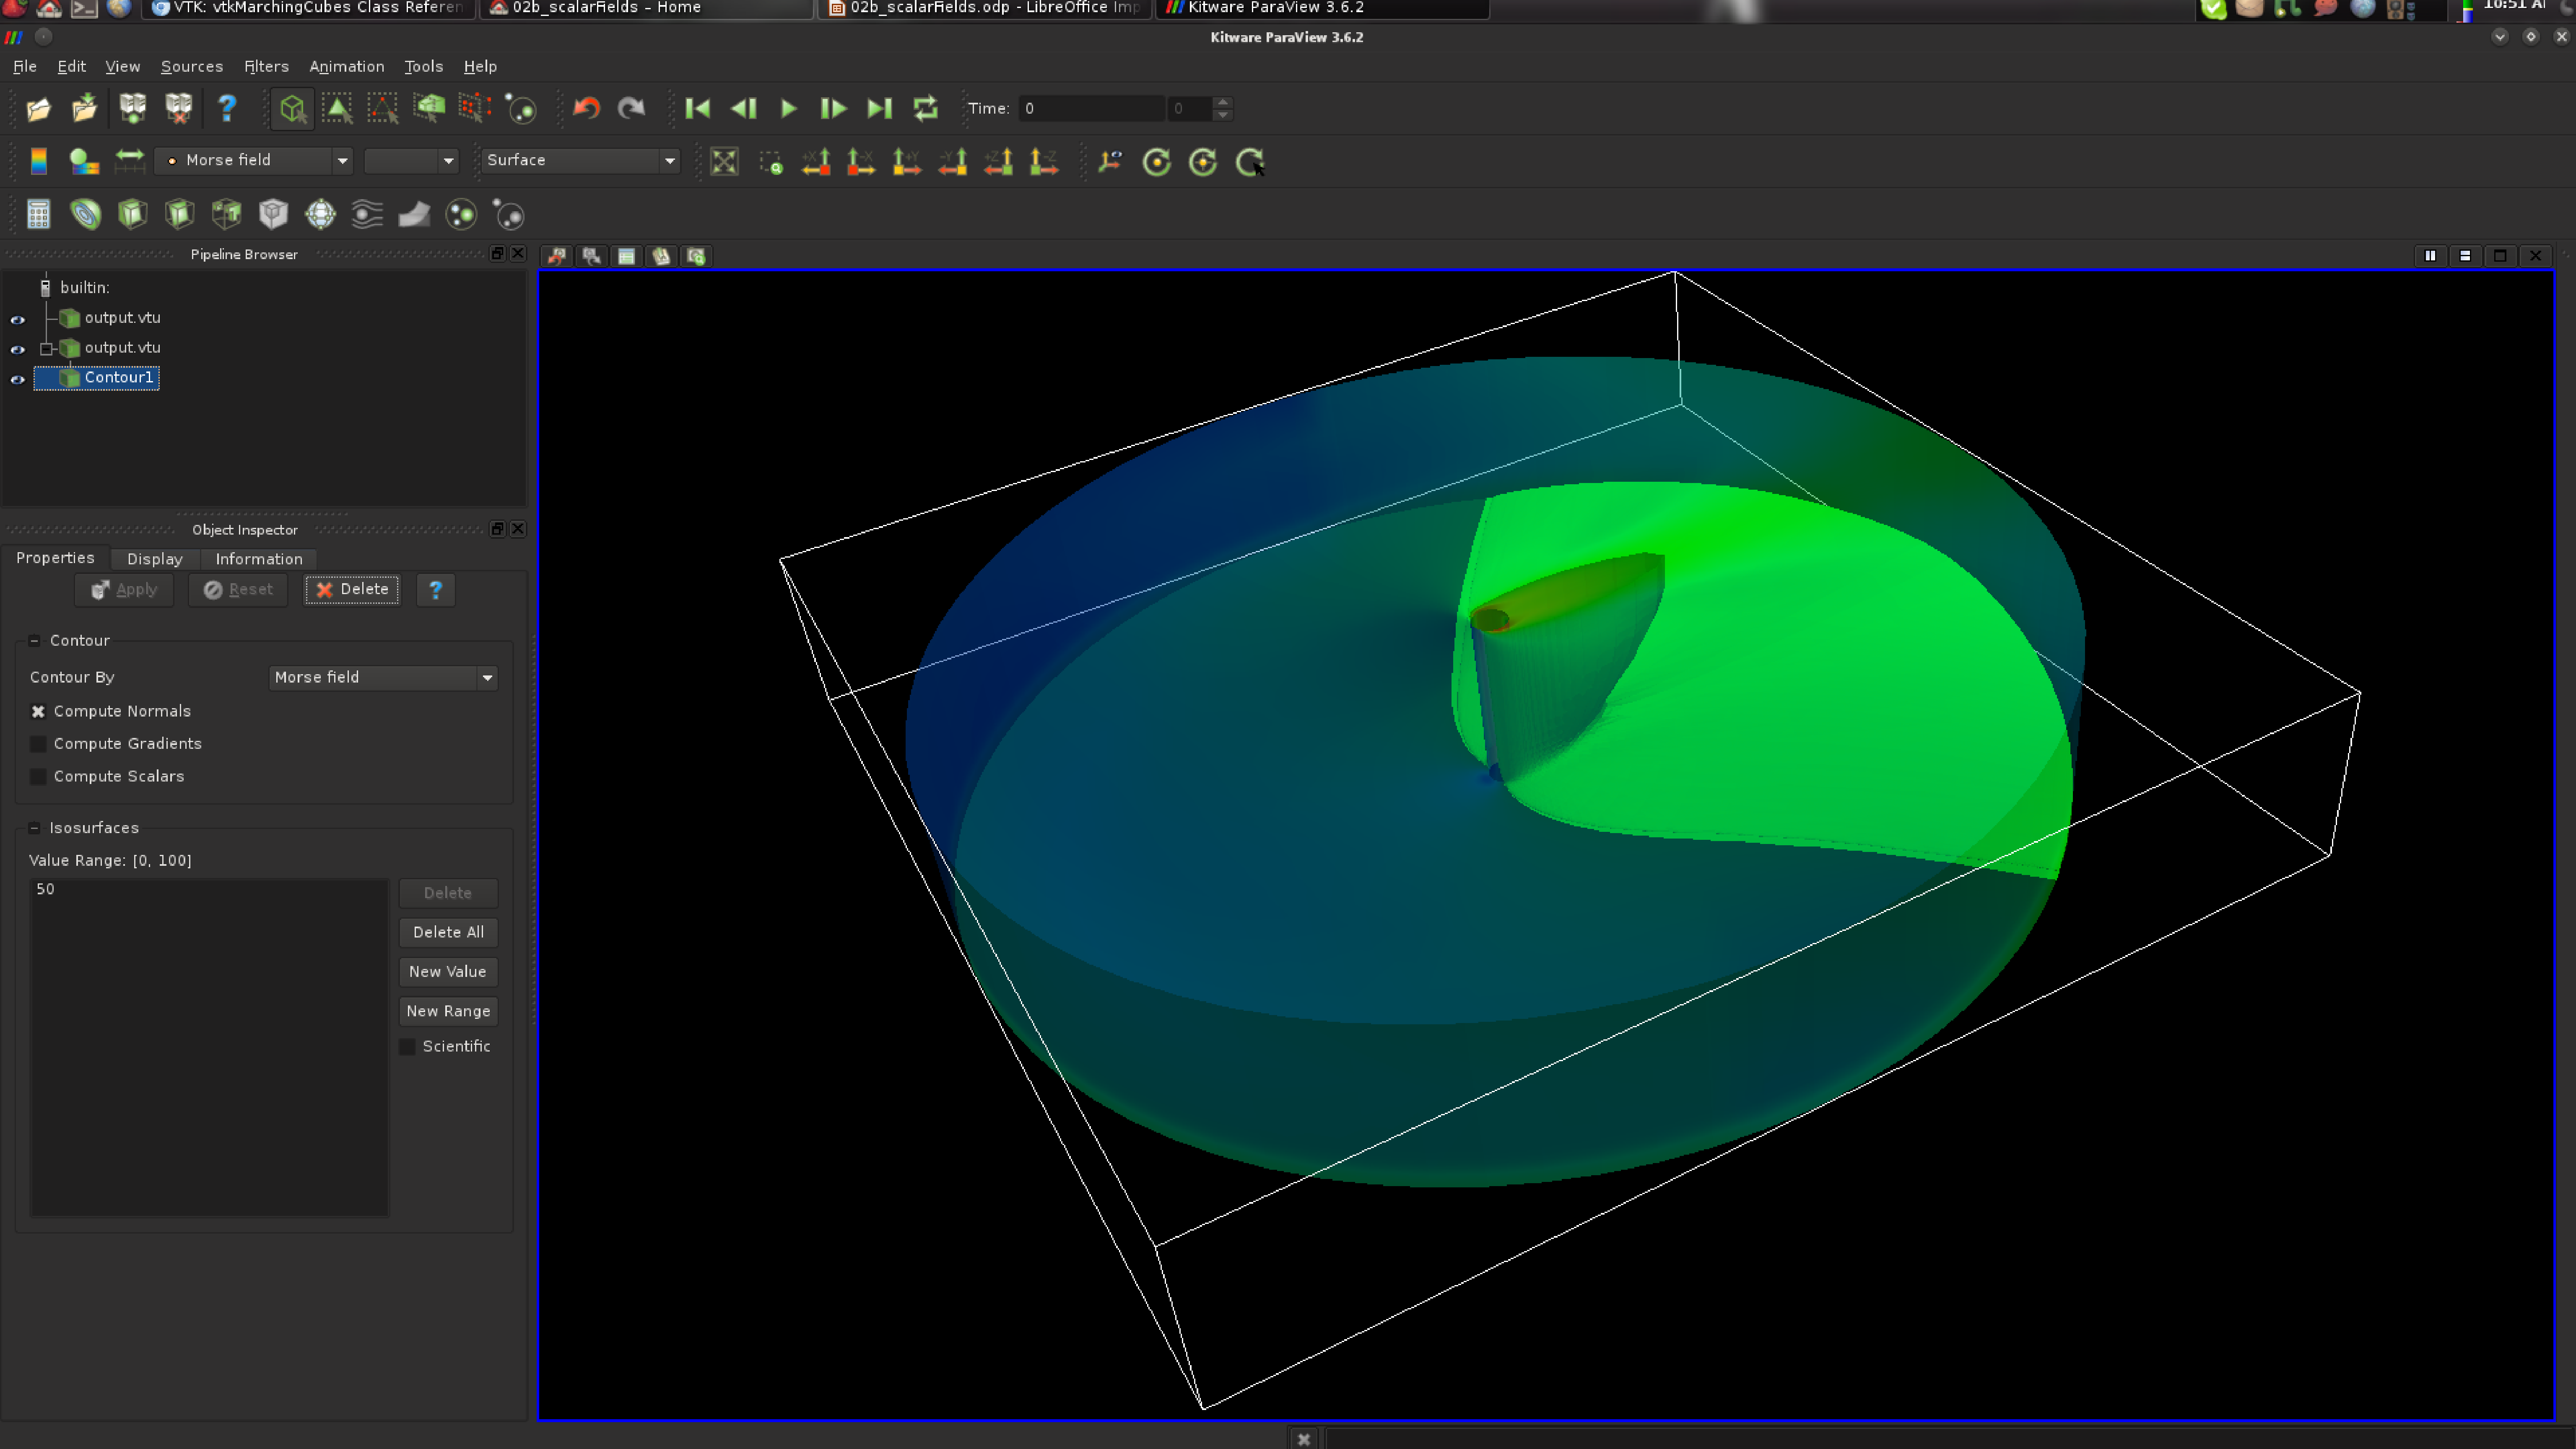 VTK: vtkMarchingCubes Class Referen
02b_scalarFields - Home
02b_scalarFields.odp - LibreOffice Imp
Kitware ParaView 3.6.2
10:51 A
Kitware ParaView 3.6.2
File Edit View Sources Filters Animation Tools Help
Time: 0 0
Morse field
Surface
+X -X +Y -Y +Z -Z
Pipeline Browser
builtin:
output.vtu
output.vtu
Contour1
Object Inspector
Properties Display Information
Apply Reset Delete ?
Contour
Contour By Morse field
Compute Normals
Compute Gradients
Compute Scalars
Isosurfaces
Value Range: [0, 100]
50
Delete
Delete All
New Value
New Range
Scientific